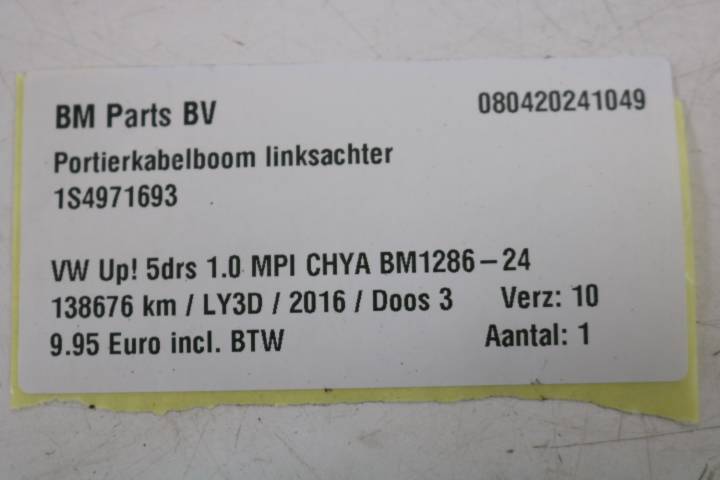 BM Parts BV 080420241049
Portierkabelboom linksachter
1S4971693
VW Up! 5drs 1.0 MPI CHYA BM1286-24
138676 km / LY3D / 2016 / Doos 3 Verz: 10
9.95 Euro incl. BTW Aantal: 1